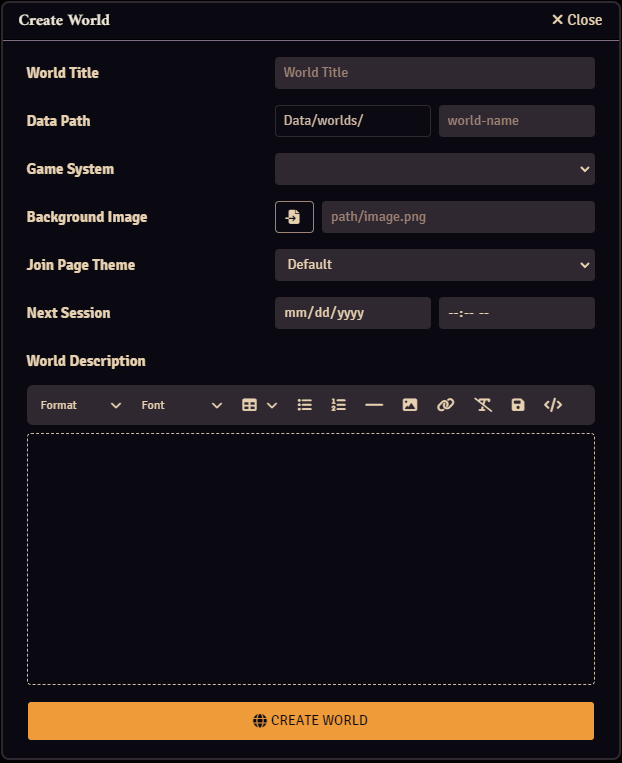 Create World
Close
World Title World Title
Data Path Data/worlds/ world-name
Game System
Background Image path/image.png
Join Page Theme Default
Next Session mm/dd/yyyy --:-- --
World Description
Format Font
CREATE WORLD